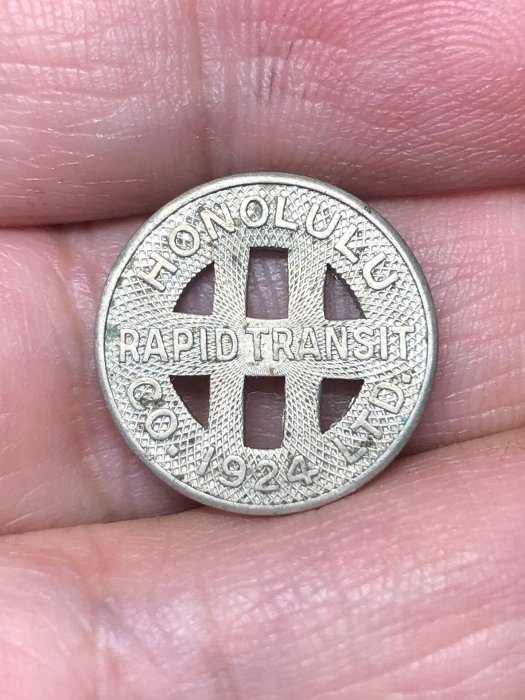 HONOLULU
RAPID TRANSIT
CO. 1924 LTD.